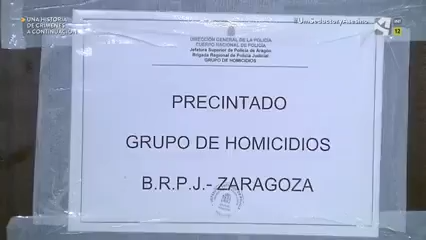 UNA HISTORIA
DE CRÍMENES
A CONTINUACIÓN
#UnSeductoryAsesino
12
DIRECCIÓN GENERAL DE LA POLICÍA
CUERPO NACIONAL DE POLICÍA
Jefatura Superior de Policía de Aragón
Brigada Regional de Policía Judicial
GRUPO DE HOMICIDIOS
PRECINTADO
GRUPO DE HOMICIDIOS
B.R.P.J.- ZARAGOZA